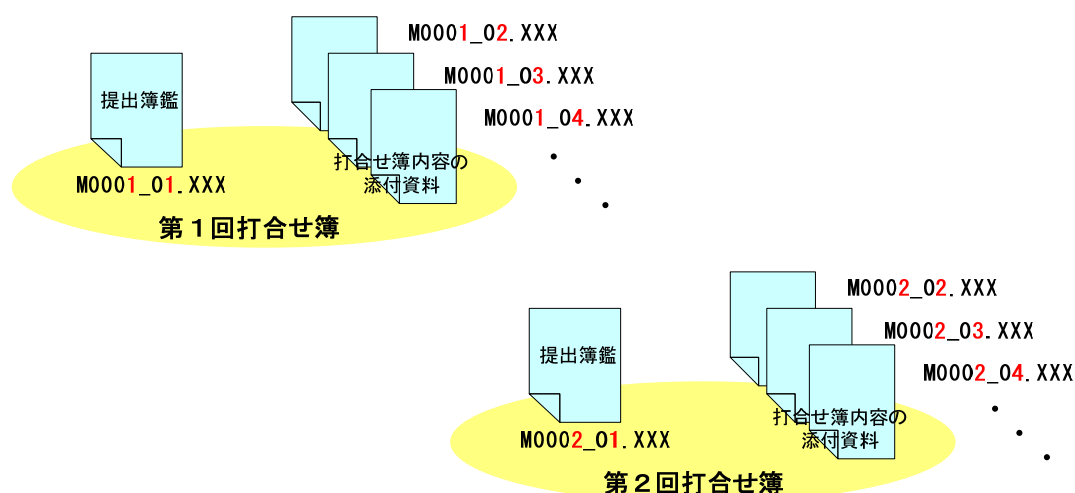 M0001_02.XXX
M0001_03.XXX
M0001_04.XXX
提出簿鑑
打合せ簿内容の
添付資料
M0001_01.XXX
第１回打合せ簿
M0002_02.XXX
M0002_03.XXX
M0002_04.XXX
提出簿鑑
打合せ簿内容の
添付資料
M0002_01.XXX
第２回打合せ簿